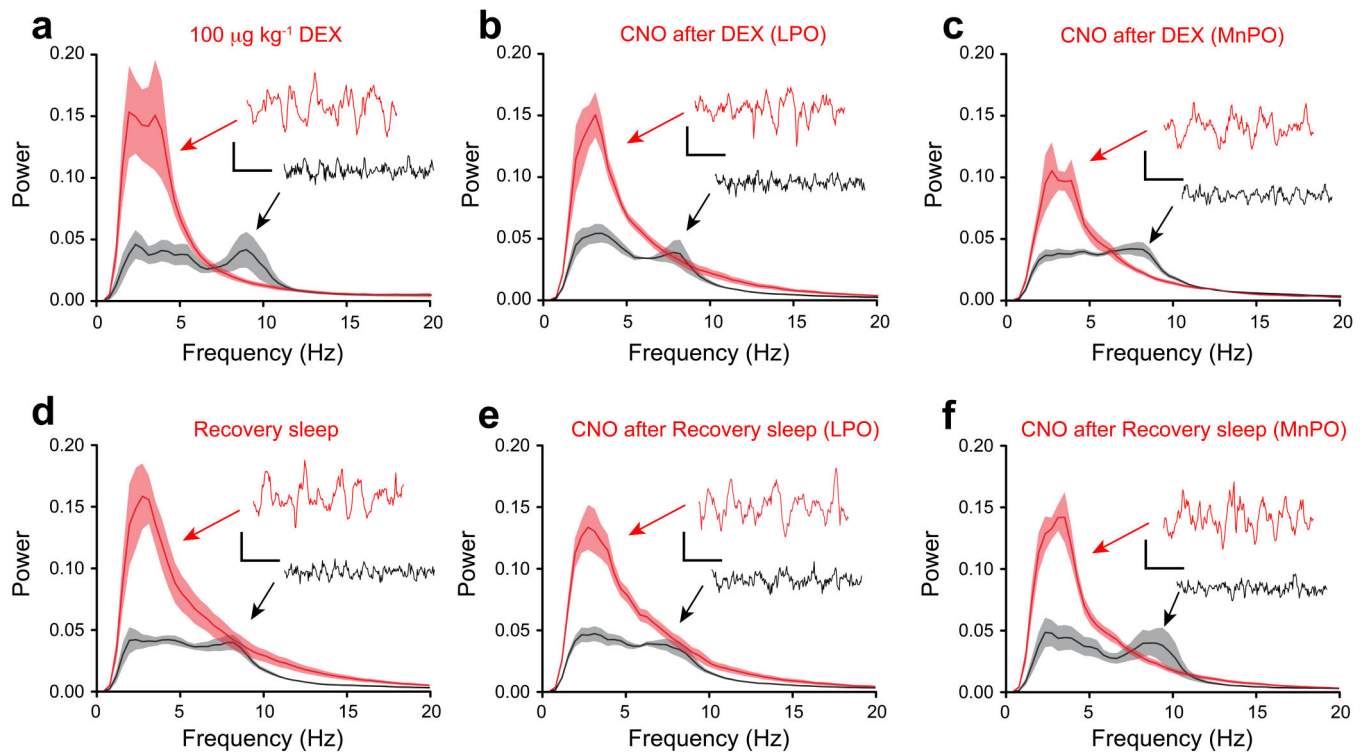 a
100 μg kg-1 DEX
0.20
0.15
0.10
0.05
0.00
Power
0 5 10 15 20
Frequency (Hz)
b
CNO after DEX (LPO)
0.20
0.15
0.10
0.05
0.00
Power
0 5 10 15 20
Frequency (Hz)
c
CNO after DEX (MnPO)
0.20
0.15
0.10
0.05
0.00
Power
0 5 10 15 20
Frequency (Hz)
d
Recovery sleep
0.20
0.15
0.10
0.05
0.00
Power
0 5 10 15 20
Frequency (Hz)
e
CNO after Recovery sleep (LPO)
0.20
0.15
0.10
0.05
0.00
Power
0 5 10 15 20
Frequency (Hz)
f
CNO after Recovery sleep (MnPO)
0.20
0.15
0.10
0.05
0.00
Power
0 5 10 15 20
Frequency (Hz)